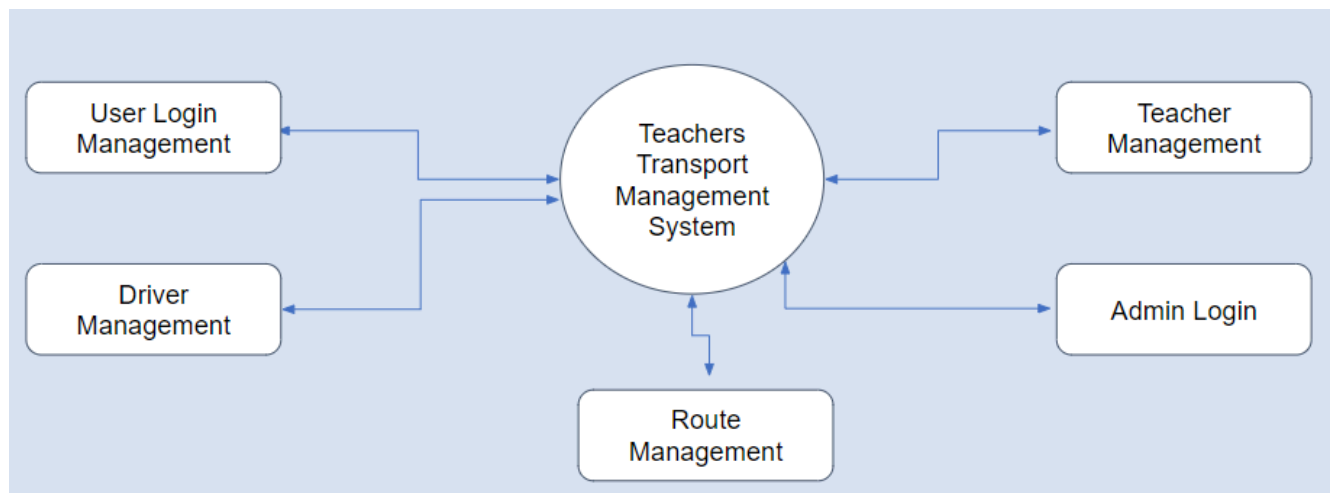 User Login
Management
Teachers
Transport
Management
System
Teacher
Management
Driver
Management
Admin Login
Route
Management